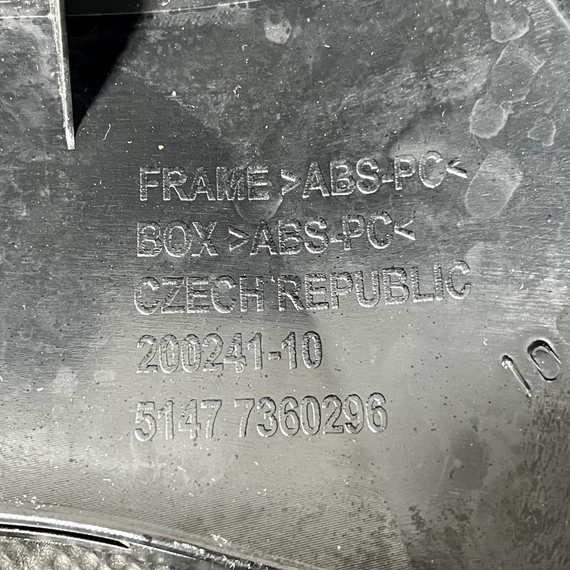 FRAME >ABS-PC<
BOX >ABS-PC<
CZECH REPUBLIC
200241-10
5147 7360296
10